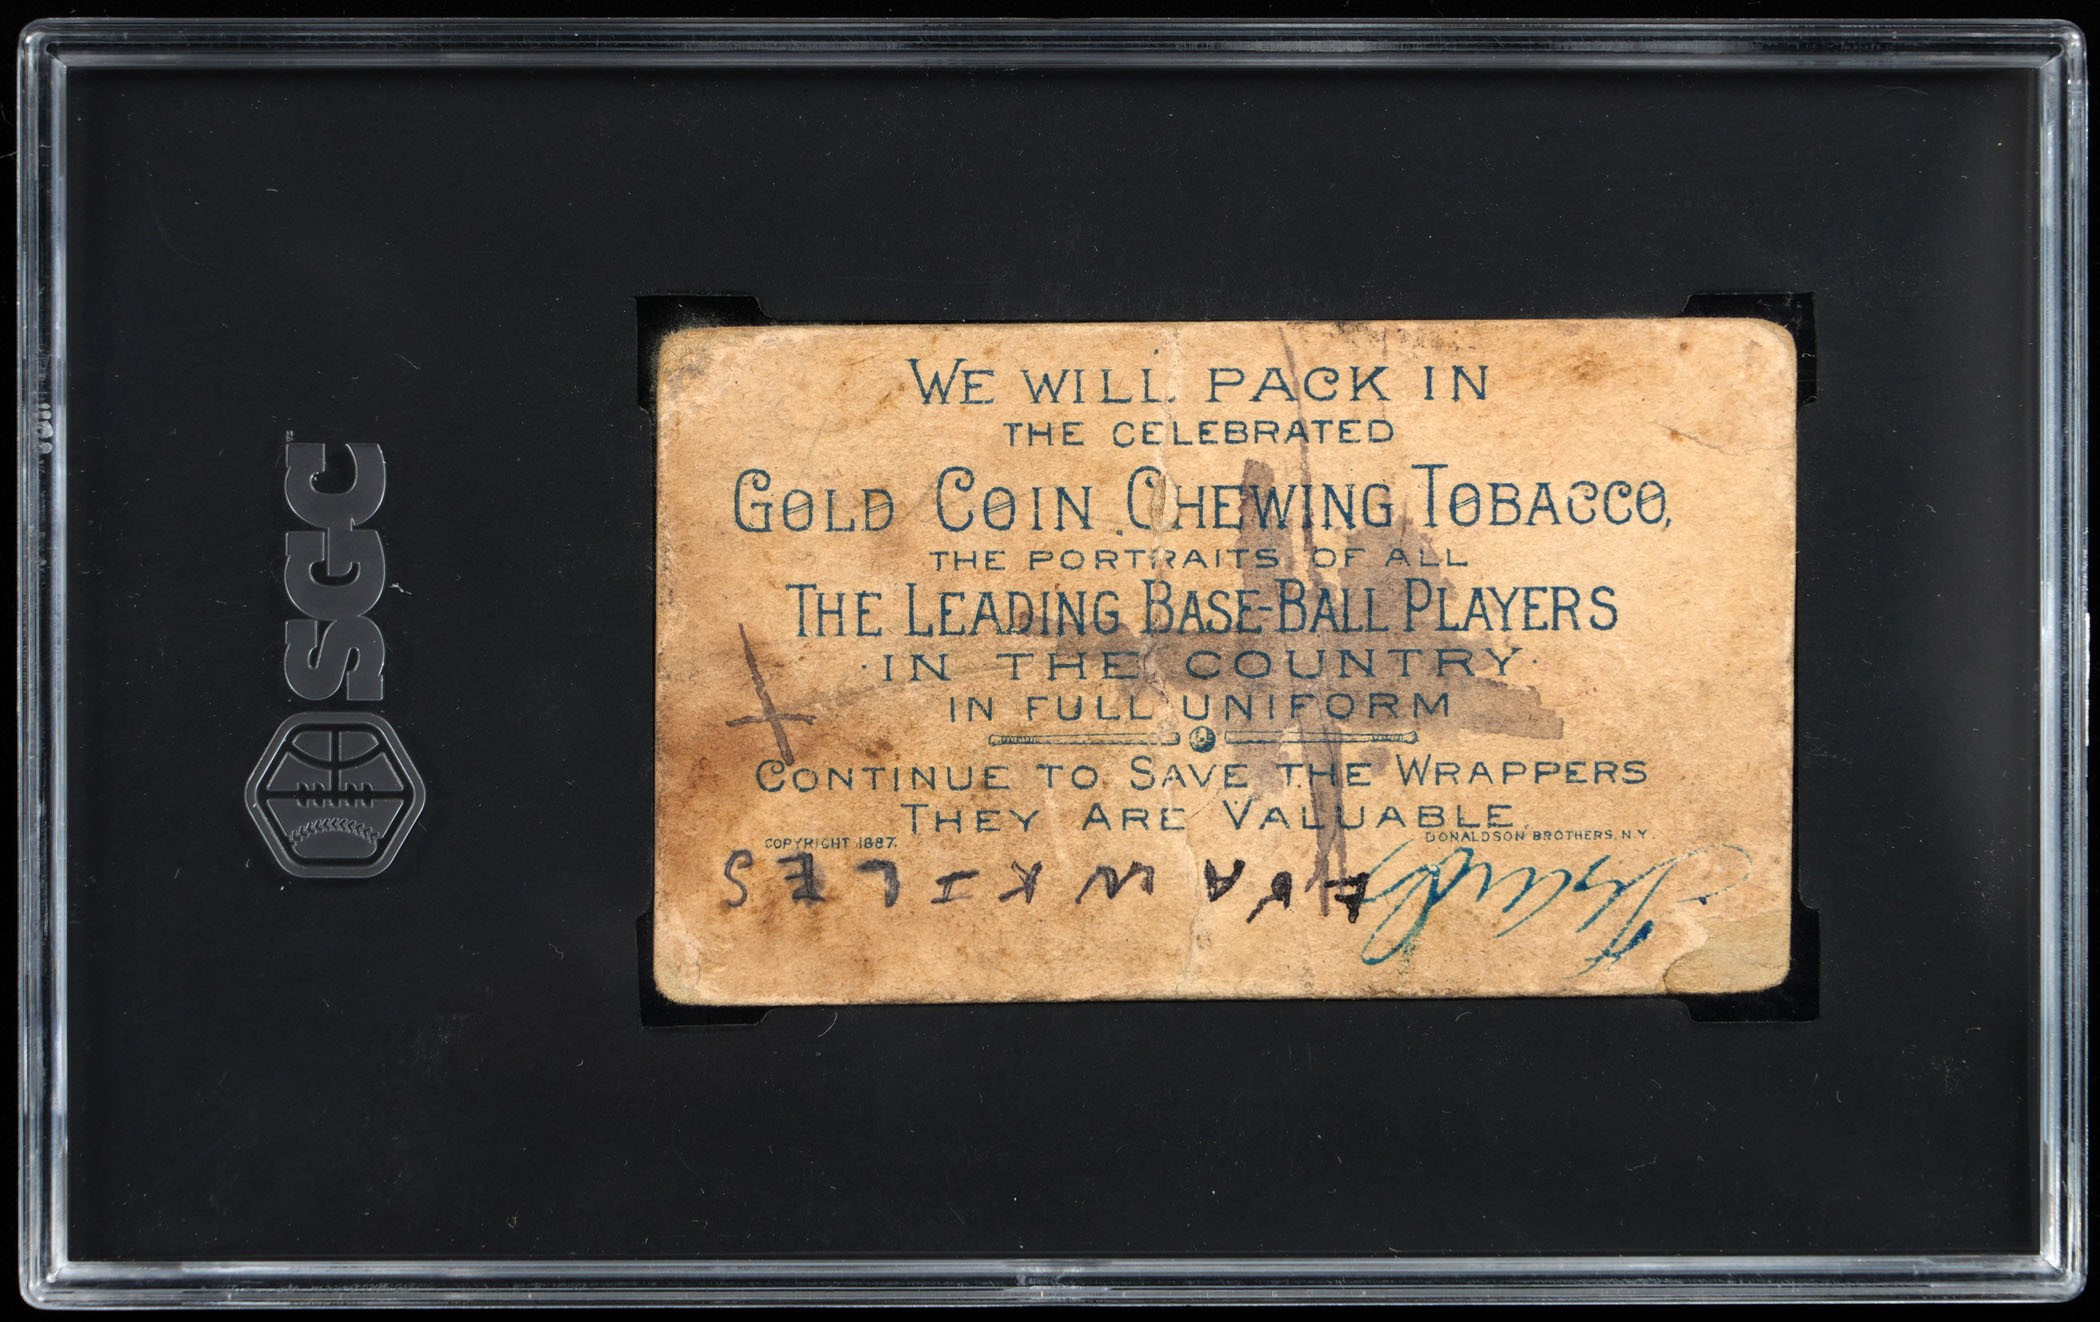 SGC
WE WILL PACK IN
THE CELEBRATED
GOLD COIN CHEWING TOBACCO,
THE PORTRAITS OF ALL
THE LEADING BASE-BALL PLAYERS
·IN THE COUNTRY·
IN FULL UNIFORM
CONTINUE TO SAVE THE WRAPPERS
THEY ARE VALUABLE.
COPYRIGHT 1887. DONALDSON BROTHERS, N.Y.
KILES